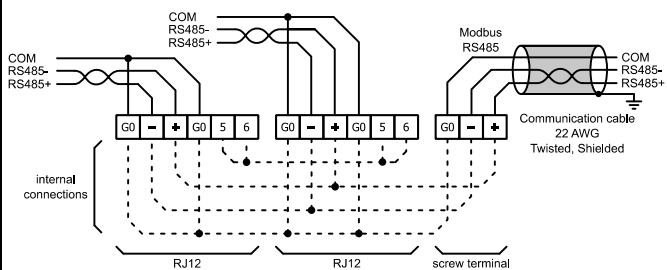 COM
RS485-
RS485+
COM
RS485-
RS485+
Modbus
RS485
COM
RS485-
RS485+
Communication cable
22 AWG
Twisted, Shielded
G0 - + G0 5 6
G0 - + G0 5 6
G0 - +
internal
connections
RJ12
RJ12
screw terminal